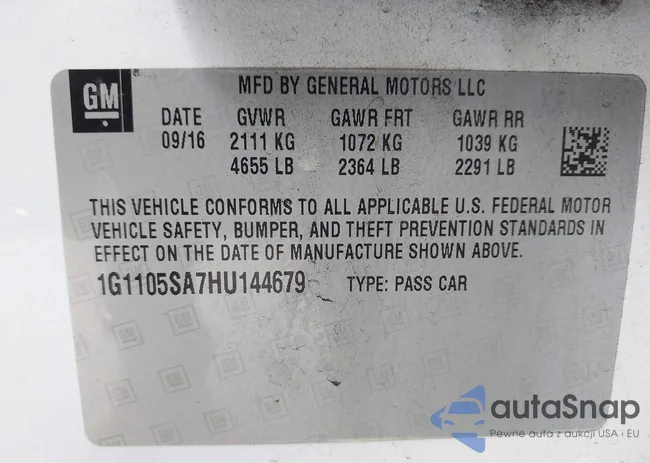 GM
MFD BY GENERAL MOTORS LLC
DATE GVWR GAWR FRT GAWR RR
09/16 2111 KG 1072 KG 1039 KG
4655 LB 2364 LB 2291 LB
THIS VEHICLE CONFORMS TO ALL APPLICABLE U.S. FEDERAL MOTOR
VEHICLE SAFETY, BUMPER, AND THEFT PREVENTION STANDARDS IN
EFFECT ON THE DATE OF MANUFACTURE SHOWN ABOVE.
1G1105SA7HU144679 TYPE: PASS CAR
autaSnap
Pewne auta z aukcji USA i EU